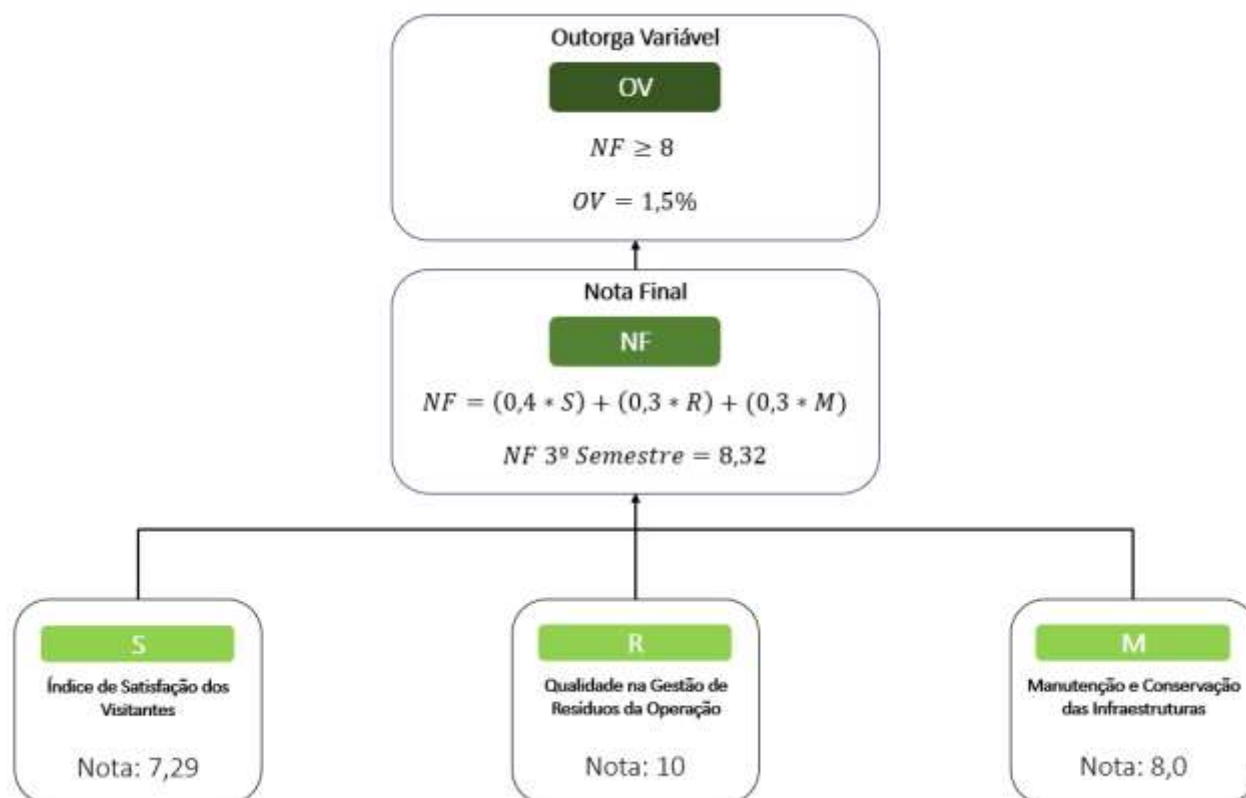 Outorga Variável
OV
NF ≥ 8
OV = 1,5%
Nota Final
NF
NF = (0,4 * S) + (0,3 * R) + (0,3 * M)
NF 3º Semestre = 8,32
S
Índice de Satisfação dos
Visitantes
Nota: 7,29
R
Qualidade na Gestão de
Resíduos da Operação
Nota: 10
M
Manutenção e Conservação
das Infraestruturas
Nota: 8,0